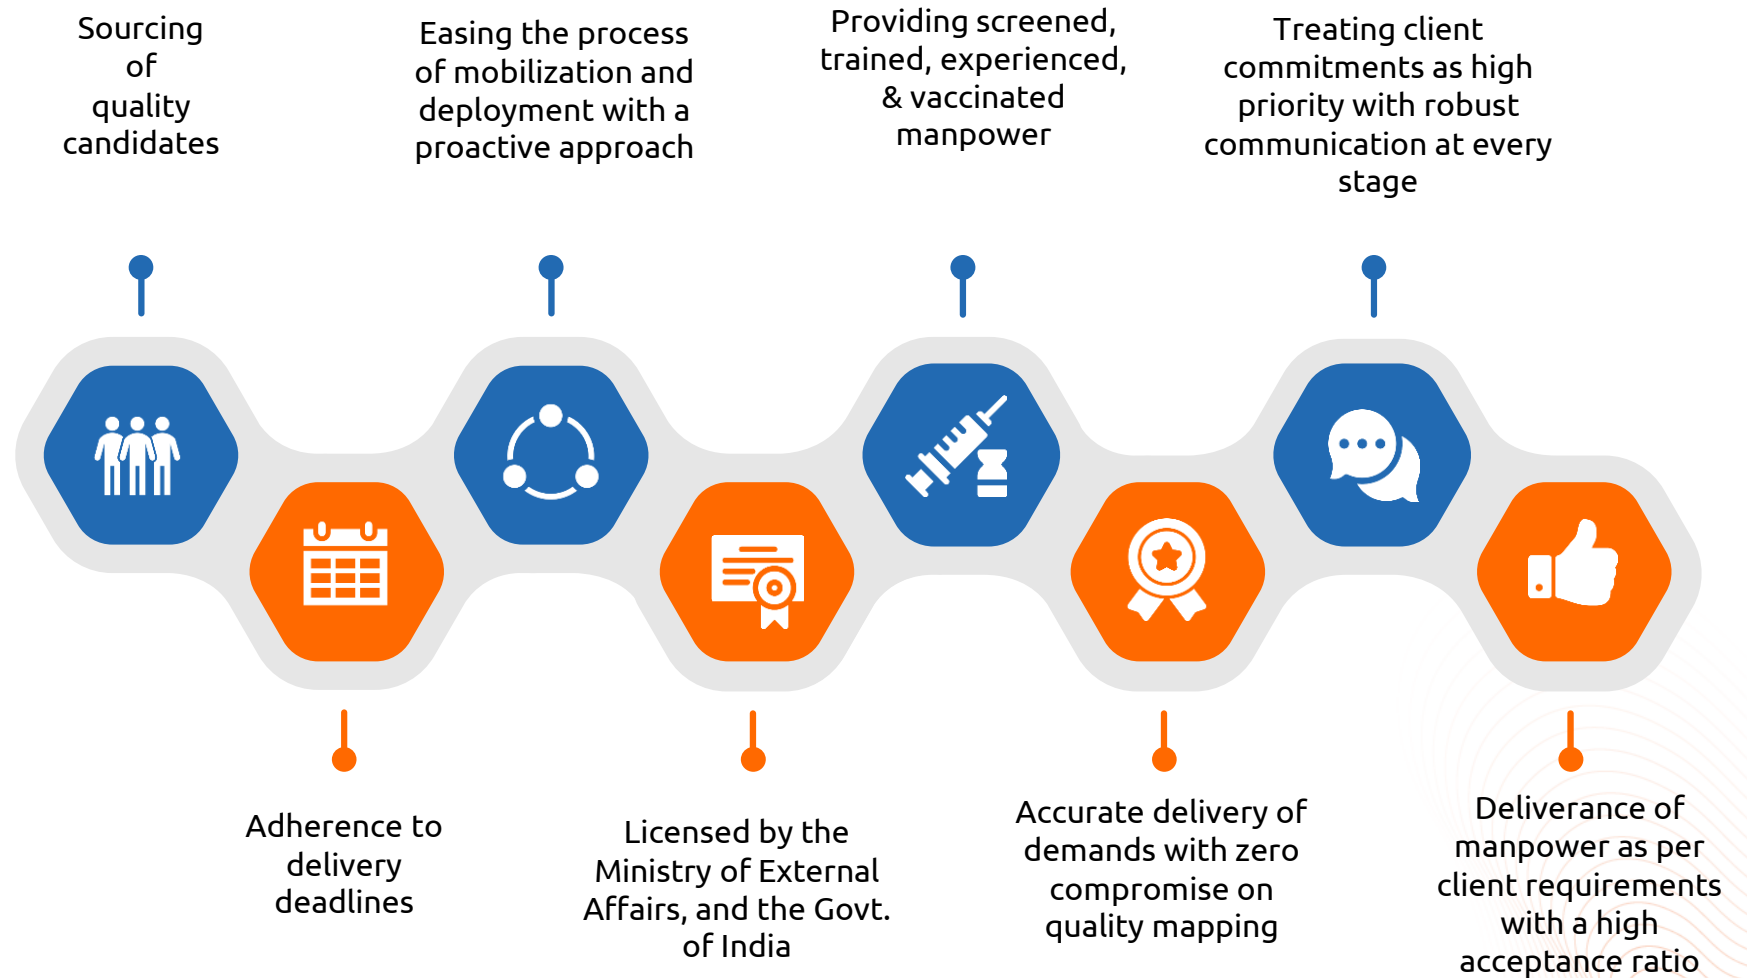 Sourcing
of
quality
candidates
Easing the process
of mobilization and
deployment with a
proactive approach
Providing screened,
trained, experienced,
& vaccinated
manpower
Treating client
commitments as high
priority with robust
communication at every
stage
Adherence to
delivery
deadlines
Licensed by the
Ministry of External
Affairs, and the Govt.
of India
Accurate delivery of
demands with zero
compromise on
quality mapping
Deliverance of
manpower as per
client requirements
with a high
acceptance ratio